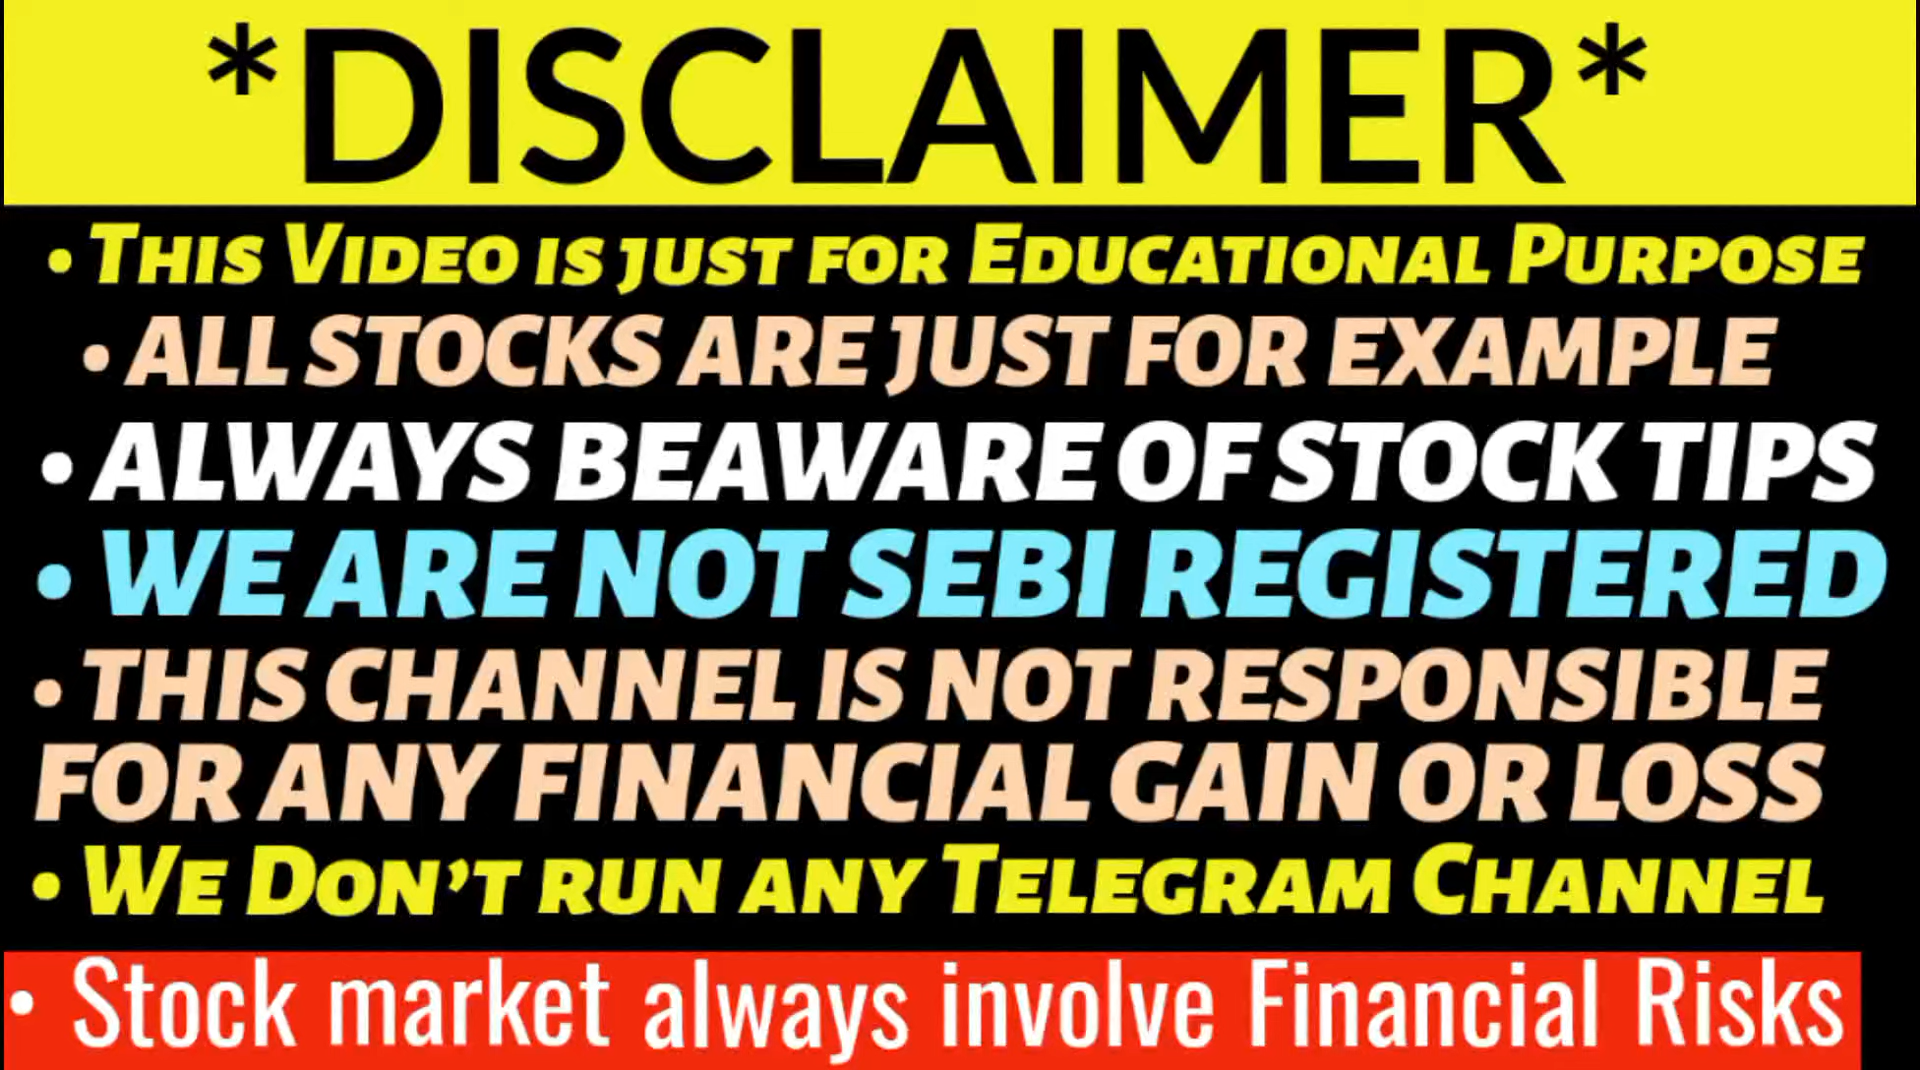 *DISCLAIMER*
• THIS VIDEO IS JUST FOR EDUCATIONAL PURPOSE
• ALL STOCKS ARE JUST FOR EXAMPLE
• ALWAYS BEAWARE OF STOCK TIPS
• WE ARE NOT SEBI REGISTERED
• THIS CHANNEL IS NOT RESPONSIBLE
FOR ANY FINANCIAL GAIN OR LOSS
• WE DON'T RUN ANY TELEGRAM CHANNEL
• Stock market always involve Financial Risks